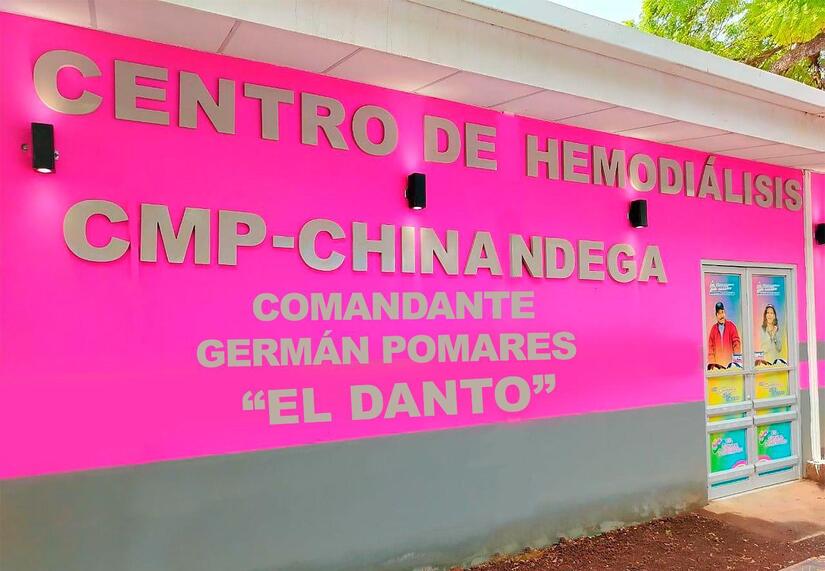 CENTRO DE HEMODIÁLISIS
CMP-CHINANDEGA
COMANDANTE
GERMÁN POMARES
“EL DANTO”